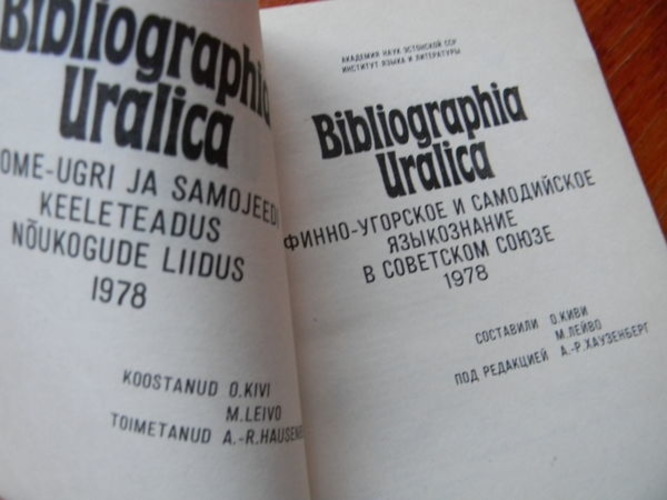 Bibliographia
Uralica
OME-UGRI JA SAMOJEEDI
KEELETEADUS
NÕUKOGUDE LIIDUS
1978
KOOSTANUD O.KIVI
M.LEIVO
TOIMETANUD A.-R.HAUSEN
АКАДЕМИЯ НАУК ЭСТОНСКОЙ ССР
ИНСТИТУТ ЯЗЫКА И ЛИТЕРАТУРЫ
Bibliographia
Uralica
ФИННО-УГОРСКОЕ И САМОДИЙСКОЕ
ЯЗЫКОЗНАНИЕ
В СОВЕТСКОМ СОЮЗЕ
1978
СОСТАВИЛИ О.КИВИ
М.ЛЕЙВО
ПОД РЕДАКЦИЕЙ А.-Р.ХАУЗЕНБЕРГ